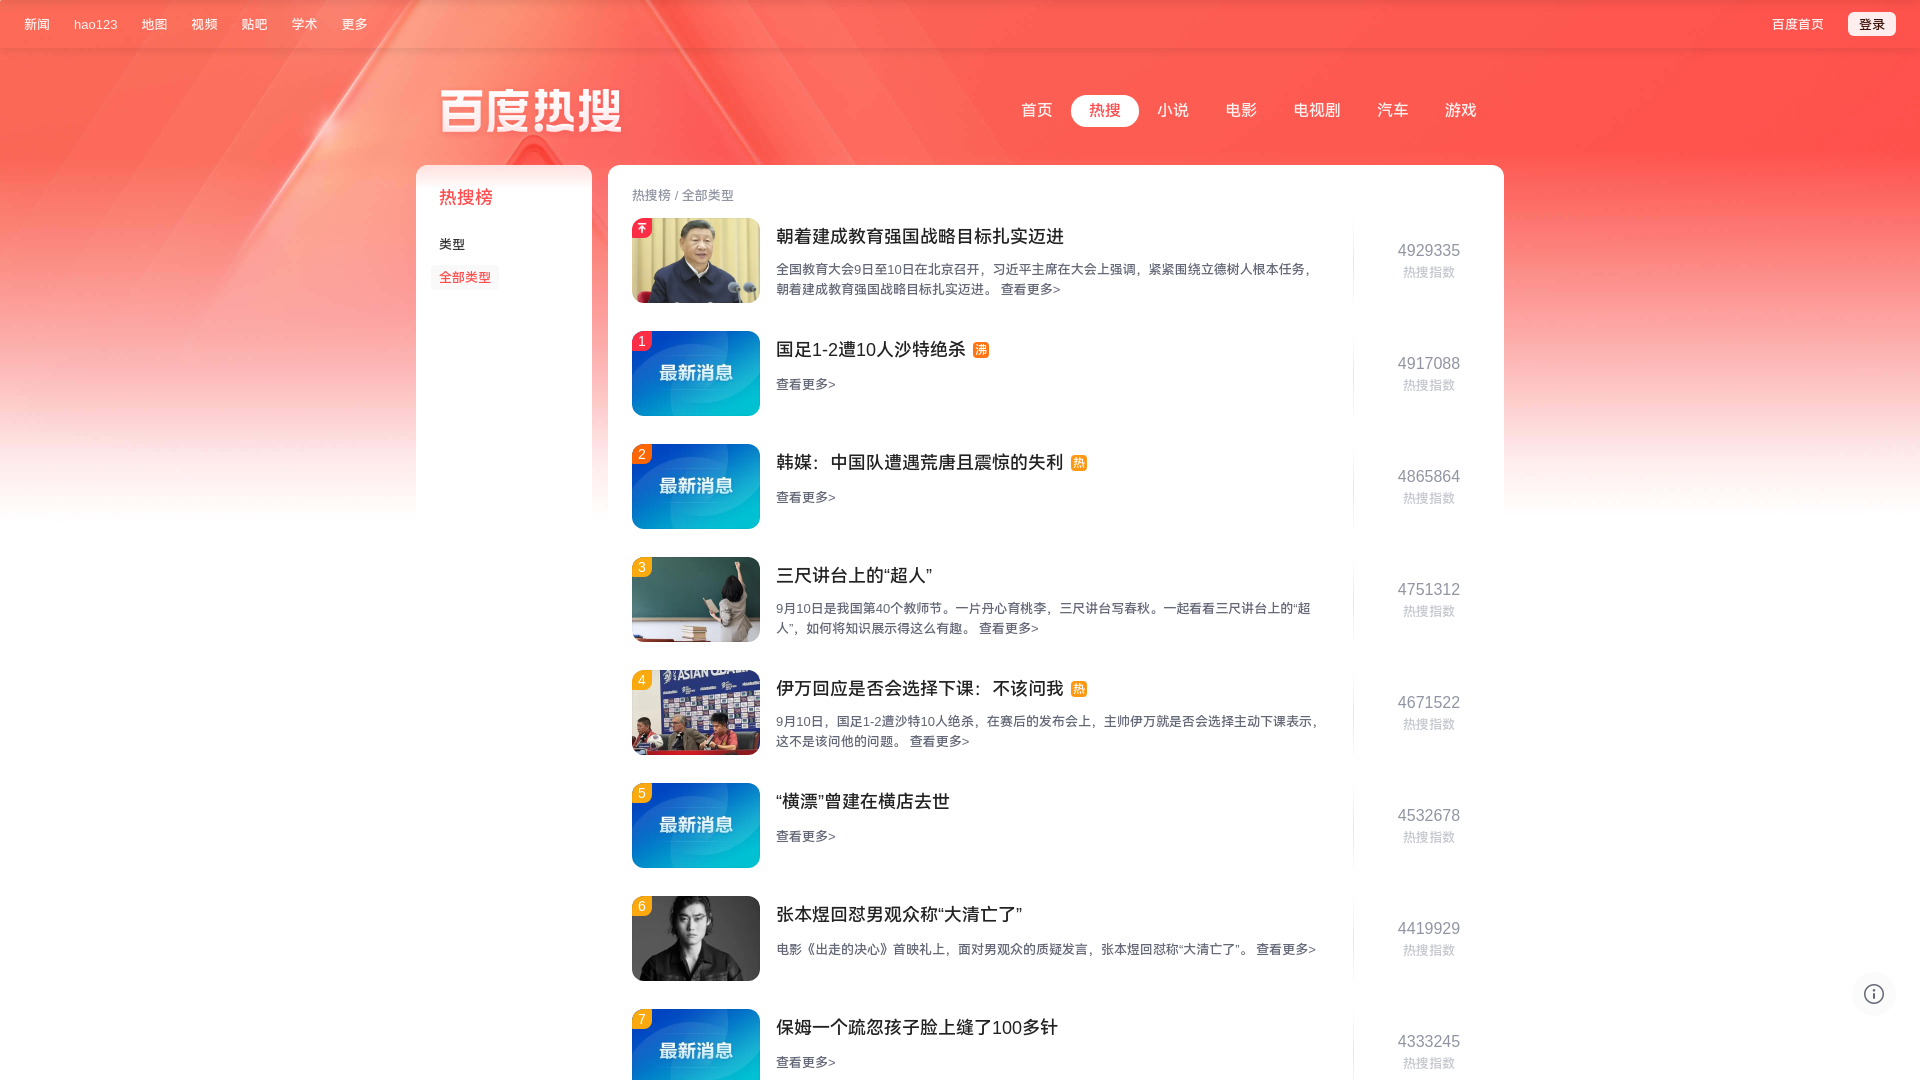 新闻 hao123 地图 视频 贴吧 学术 更多 百度首页 登录
百度热搜
首页 热搜 小说 电影 电视剧 汽车 游戏
热搜榜
类型
全部类型
热搜榜 / 全部类型
朝着建成教育强国战略目标扎实迈进
全国教育大会9日至10日在北京召开，习近平主席在大会上强调，紧紧围绕立德树人根本任务，
朝着建成教育强国战略目标扎实迈进。 查看更多>
4929335
热搜指数
1
最新消息
国足1-2遭10人沙特绝杀 沸
查看更多>
4917088
热搜指数
2
最新消息
韩媒：中国队遭遇荒唐且震惊的失利 热
查看更多>
4865864
热搜指数
3
三尺讲台上的“超人”
9月10日是我国第40个教师节。一片丹心育桃李，三尺讲台写春秋。一起看看三尺讲台上的“超
人”，如何将知识展示得这么有趣。 查看更多>
4751312
热搜指数
4
ASIAN QUAL
伊万回应是否会选择下课：不该问我 热
9月10日，国足1-2遭沙特10人绝杀，在赛后的发布会上，主帅伊万就是否会选择主动下课表示，
这不是该问他的问题。 查看更多>
4671522
热搜指数
5
最新消息
“横漂”曾建在横店去世
查看更多>
4532678
热搜指数
6
张本煜回怼男观众称“大清亡了”
电影《出走的决心》首映礼上，面对男观众的质疑发言，张本煜回怼称“大清亡了”。 查看更多>
4419929
热搜指数
7
最新消息
保姆一个疏忽孩子脸上缝了100多针
查看更多>
4333245
热搜指数